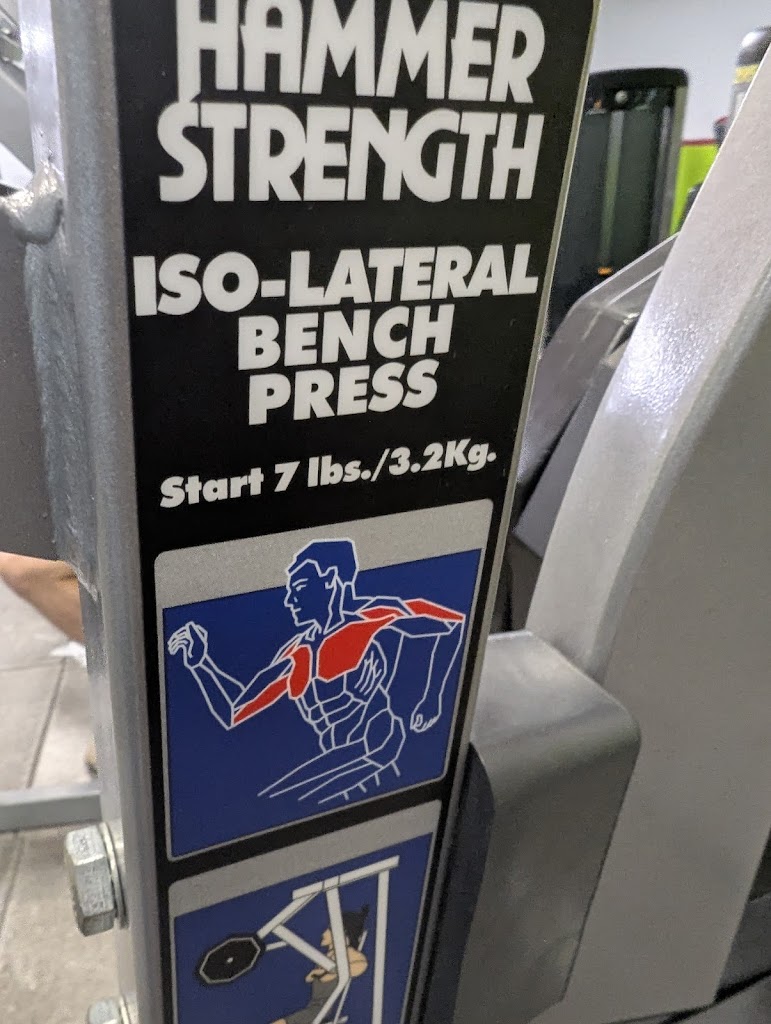 HAMMER
STRENGTH
ISO-LATERAL
BENCH
PRESS
Start 7 lbs./3.2Kg.